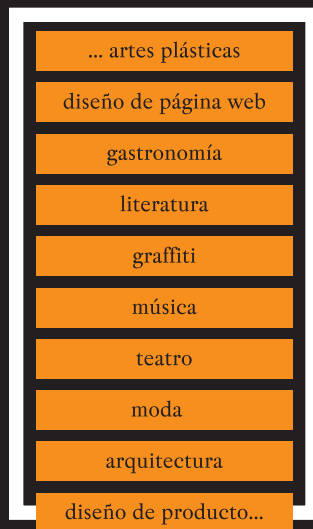 ... artes plásticas
diseño de página web
gastronomía
literatura
graffiti
música
teatro
moda
arquitectura
diseño de producto...